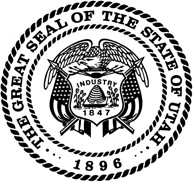 THE GREAT SEAL OF THE STATE OF UTAH
INDUSTRY
1847
1896